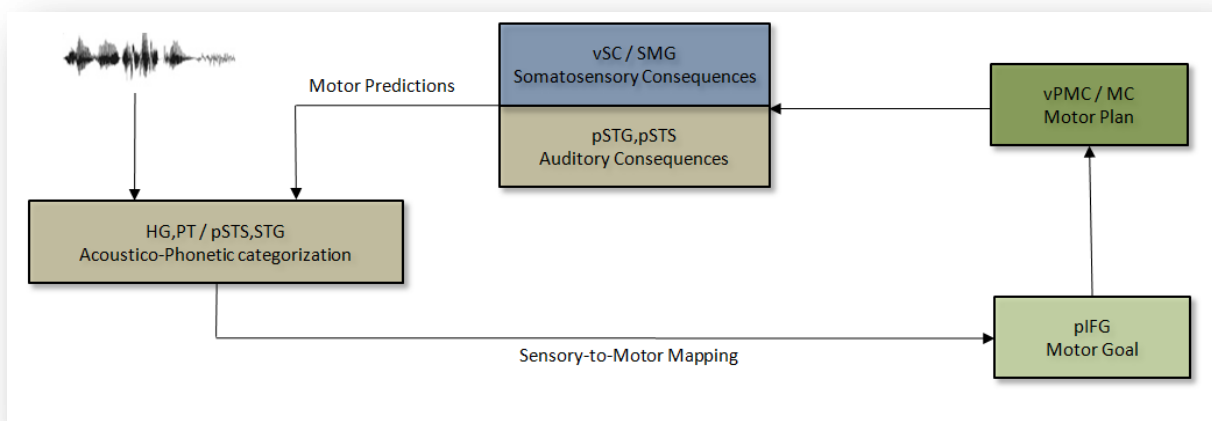 vSC / SMG
Somatosensory Consequences
Motor Predictions
vPMC / MC
Motor Plan
pSTG,pSTS
Auditory Consequences
HG,PT / pSTS,STG
Acoustico-Phonetic categorization
pIFG
Motor Goal
Sensory-to-Motor Mapping